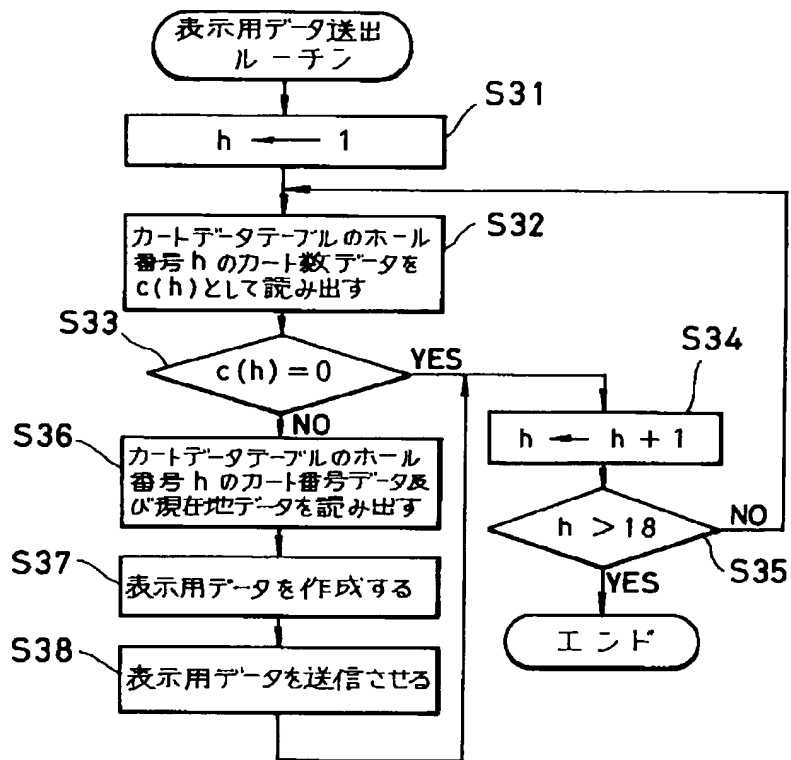 表示用データ送出
ルーチン
S31
h ← 1
S32
カートデータテーブルのホール
番号hのカート数データを
c(h)として読み出す
S33
c(h)=0
YES
NO
S34
h ← h+1
S36
カートデータテーブルのホール
番号hのカート番号データ及
び現在地データを読み出す
h>18
NO
S35
YES
S37
表示用データを作成する
エンド
S38
表示用データを送信させる